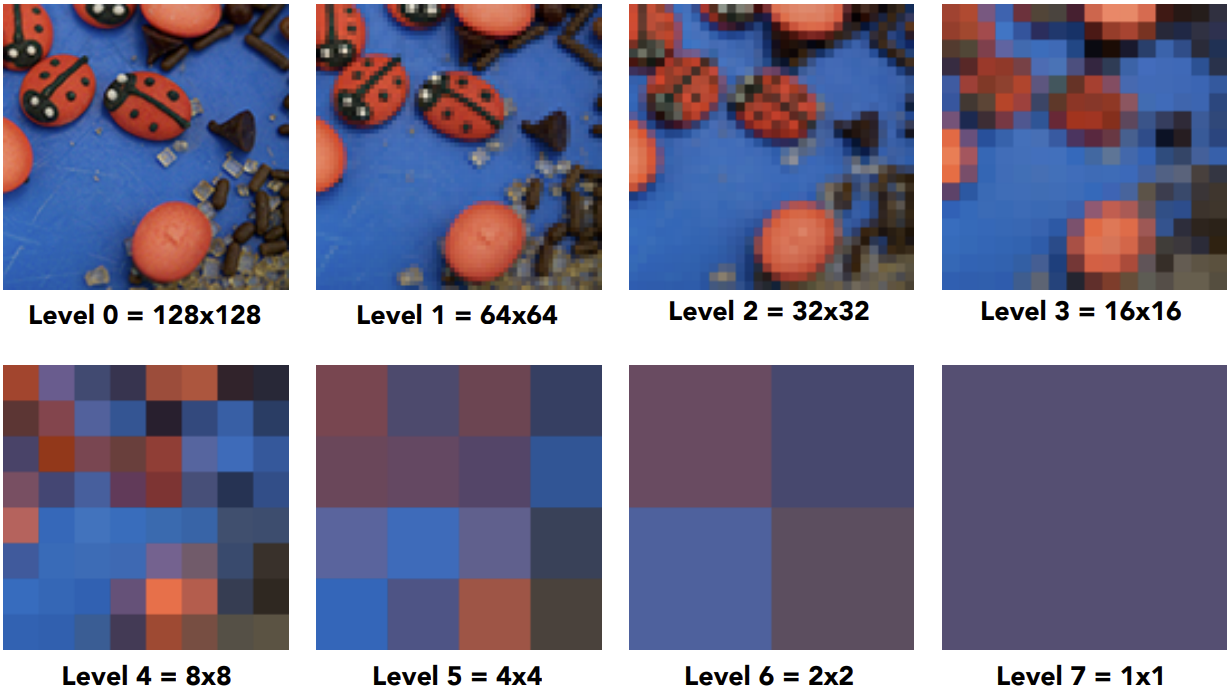 Level 0 = 128x128
Level 1 = 64x64
Level 2 = 32x32
Level 3 = 16x16
Level 4 = 8x8
Level 5 = 4x4
Level 6 = 2x2
Level 7 = 1x1